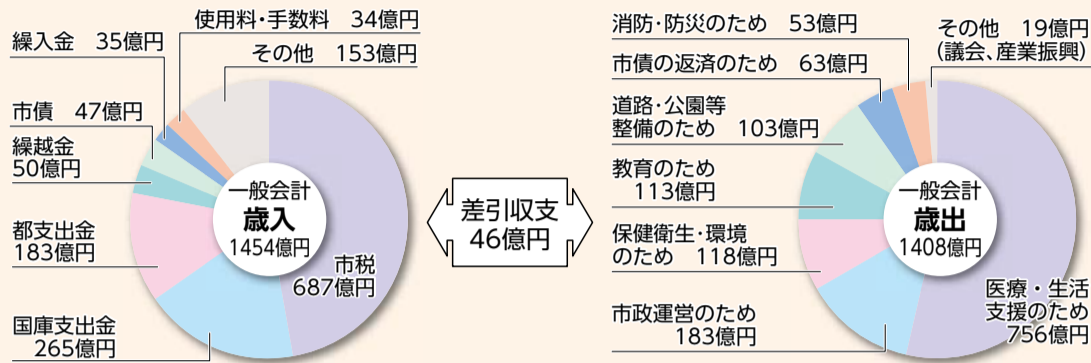 使用料・手数料　34億円
繰入金　35億円
その他　153億円
市債　47億円
繰越金
50億円
都支出金
183億円
国庫支出金
265億円
市税
687億円
一般会計
歳入
1454億円
差引収支
46億円
消防・防災のため　53億円
その他　19億円
(議会、産業振興)
市債の返済のため　63億円
道路・公園等
整備のため　103億円
教育のため
113億円
保健衛生・環境
のため　118億円
市政運営のため
183億円
医療・生活
支援のため
756億円
一般会計
歳出
1408億円